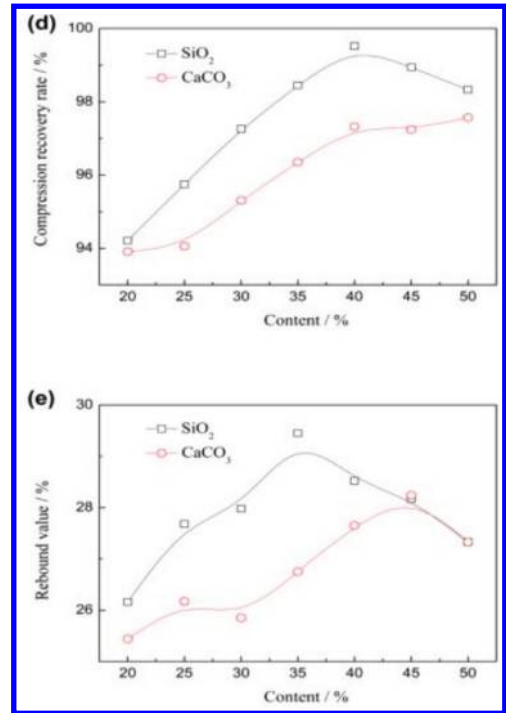 (d)
100
98
96
94
Compression recovery rate / %
SiO₂
CaCO₃
20 25 30 35 40 45 50
Content / %
(e)
30
28
26
Rebound value / %
SiO₂
CaCO₃
20 25 30 35 40 45 50
Content / %